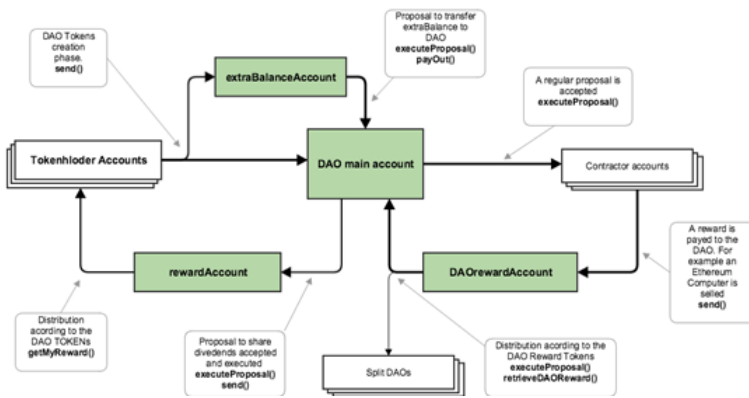 DAO Tokens
creation
phase.
send()
Proposal to transfer
extraBalance to
DAO
executeProposal()
payOut()
extraBalanceAccount
A regular proposal is
accepted
executeProposal()
Tokenhloder Accounts
DAO main account
Contractor accounts
rewardAccount
DAOrewardAccount
A reward is
payed to the
DAO. For
example an
Ethereum
Computer is
selled
send()
Distribution
acording to the
DAO TOKENs
getMyReward()
Proposal to share
divedends accepted
and executed
executeProposal()
send()
Split DAOs
Distribution acording to the
DAO Reward Tokens
executeProposal()
retrieveDAOReward()